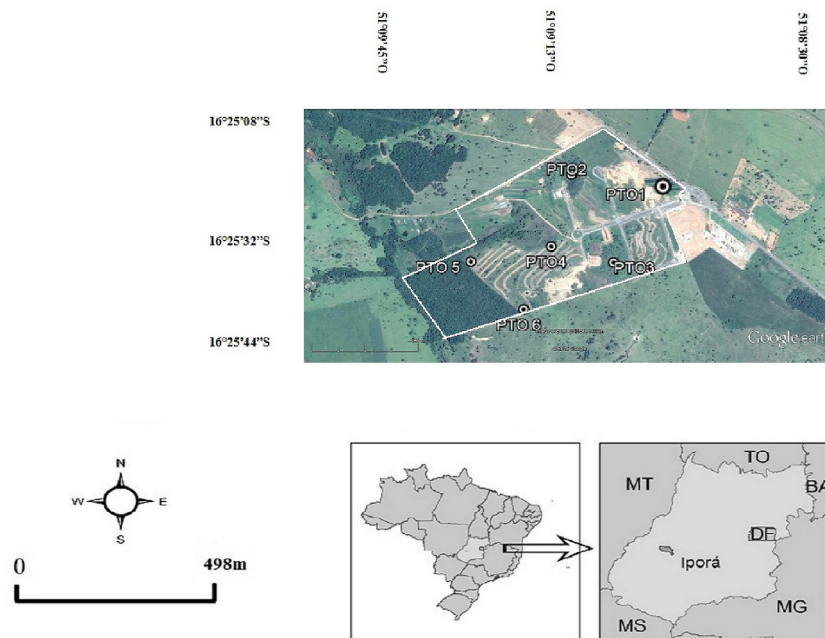 51°09'45"O
51°09'13"O
51°08'30"O
16°25'08"S
PTO2
PTO1
16°25'32"S
PTO 5
PTO4
PTO3
PTO 6
Google eart
16°25'44"S
N
W
E
S
0
498m
TO
MT
BA
DF
Iporá
MG
MS